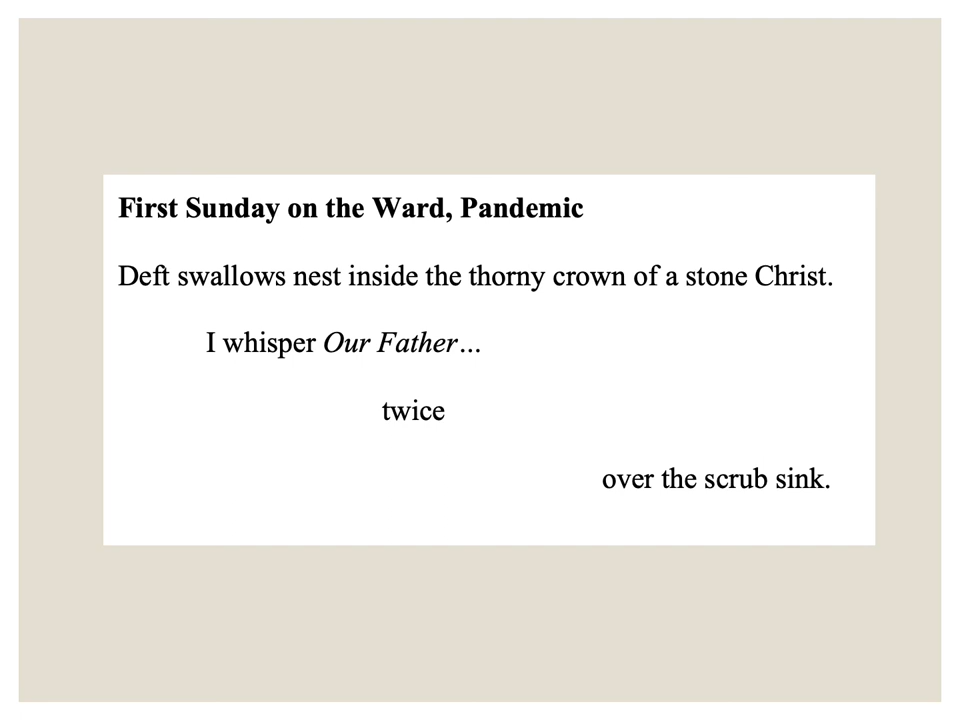 First Sunday on the Ward, Pandemic
Deft swallows nest inside the thorny crown of a stone Christ.
I whisper Our Father…
twice
over the scrub sink.